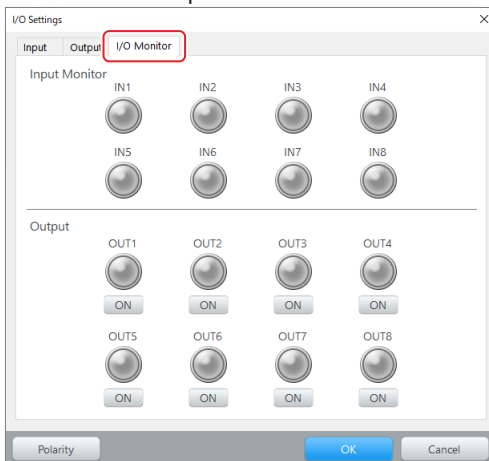 I/O Settings
Input Output I/O Monitor
Input Monitor
IN1 IN2 IN3 IN4
IN5 IN6 IN7 IN8
Output
OUT1 OUT2 OUT3 OUT4
ON ON ON ON
OUT5 OUT6 OUT7 OUT8
ON ON ON ON
Polarity OK Cancel